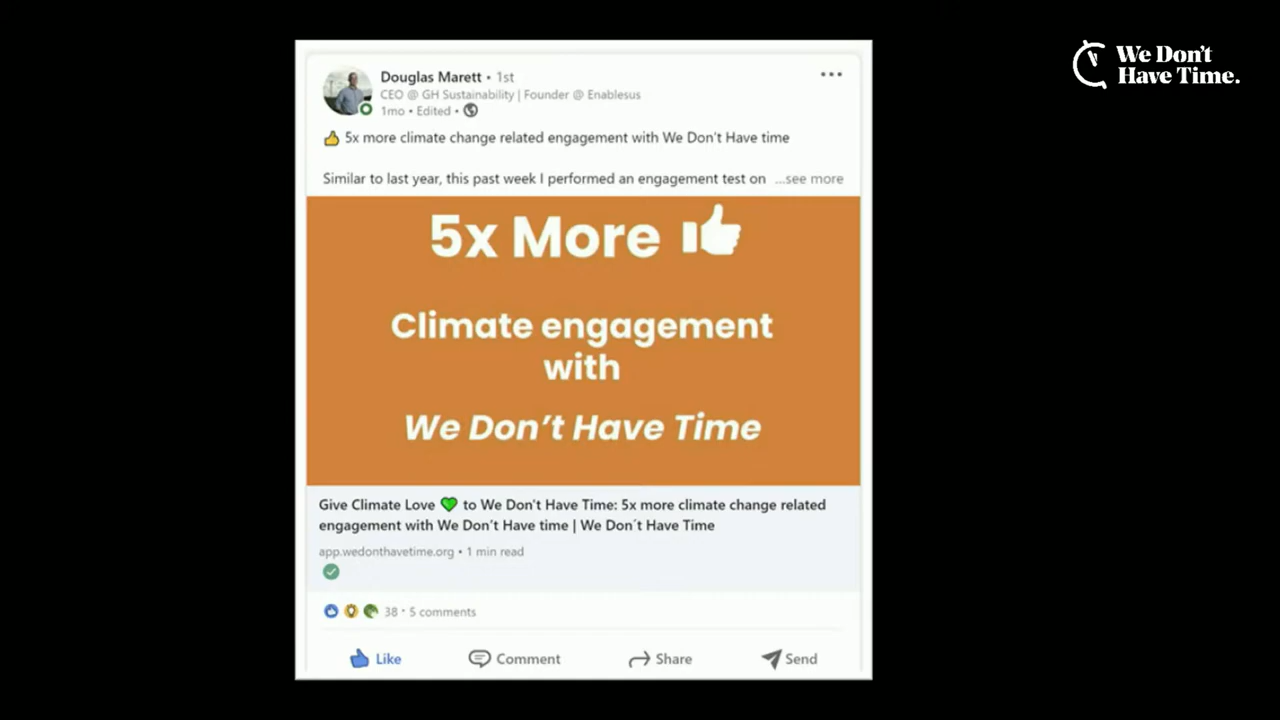 We Don't
Have Time.
Douglas Marett • 1st
CEO @ GH Sustainability | Founder @ Enablesus
1mo • Edited •
👍 5x more climate change related engagement with We Don't Have time
Similar to last year, this past week I performed an engagement test on ...see more
5x More
Climate engagement
with
We Don't Have Time
Give Climate Love 💚 to We Don't Have Time: 5x more climate change related
engagement with We Don't Have time | We Don´t Have Time
app.wedonthavetime.org • 1 min read
38 • 5 comments
Like Comment Share Send